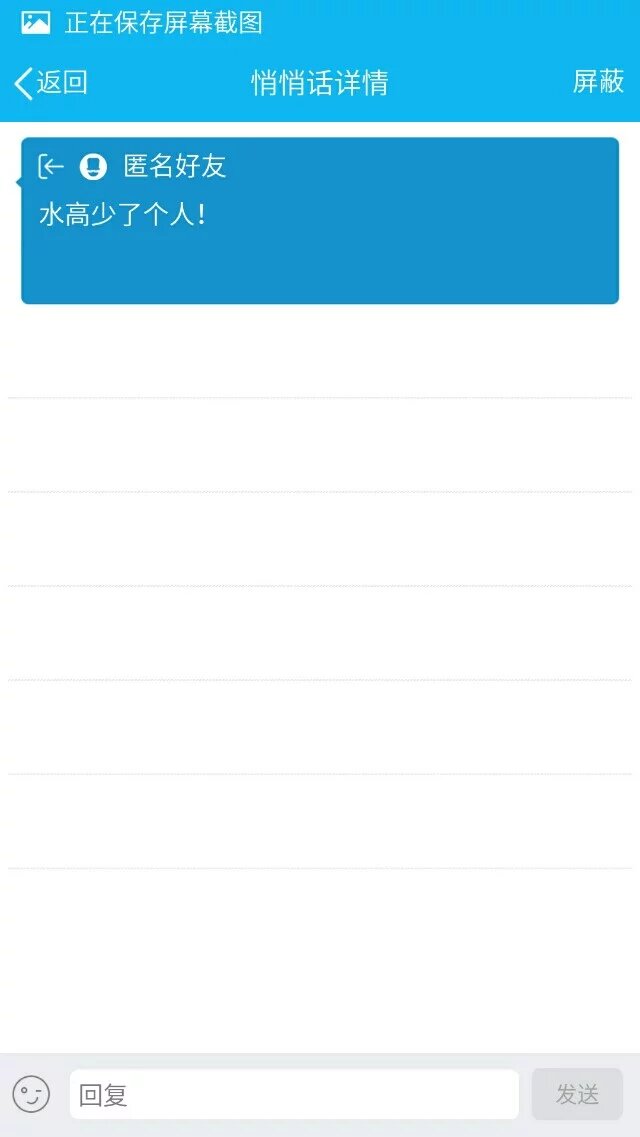 正在保存屏幕截图
返回
悄悄话详情
屏蔽
匿名好友
水高少了个人!
回复
发送